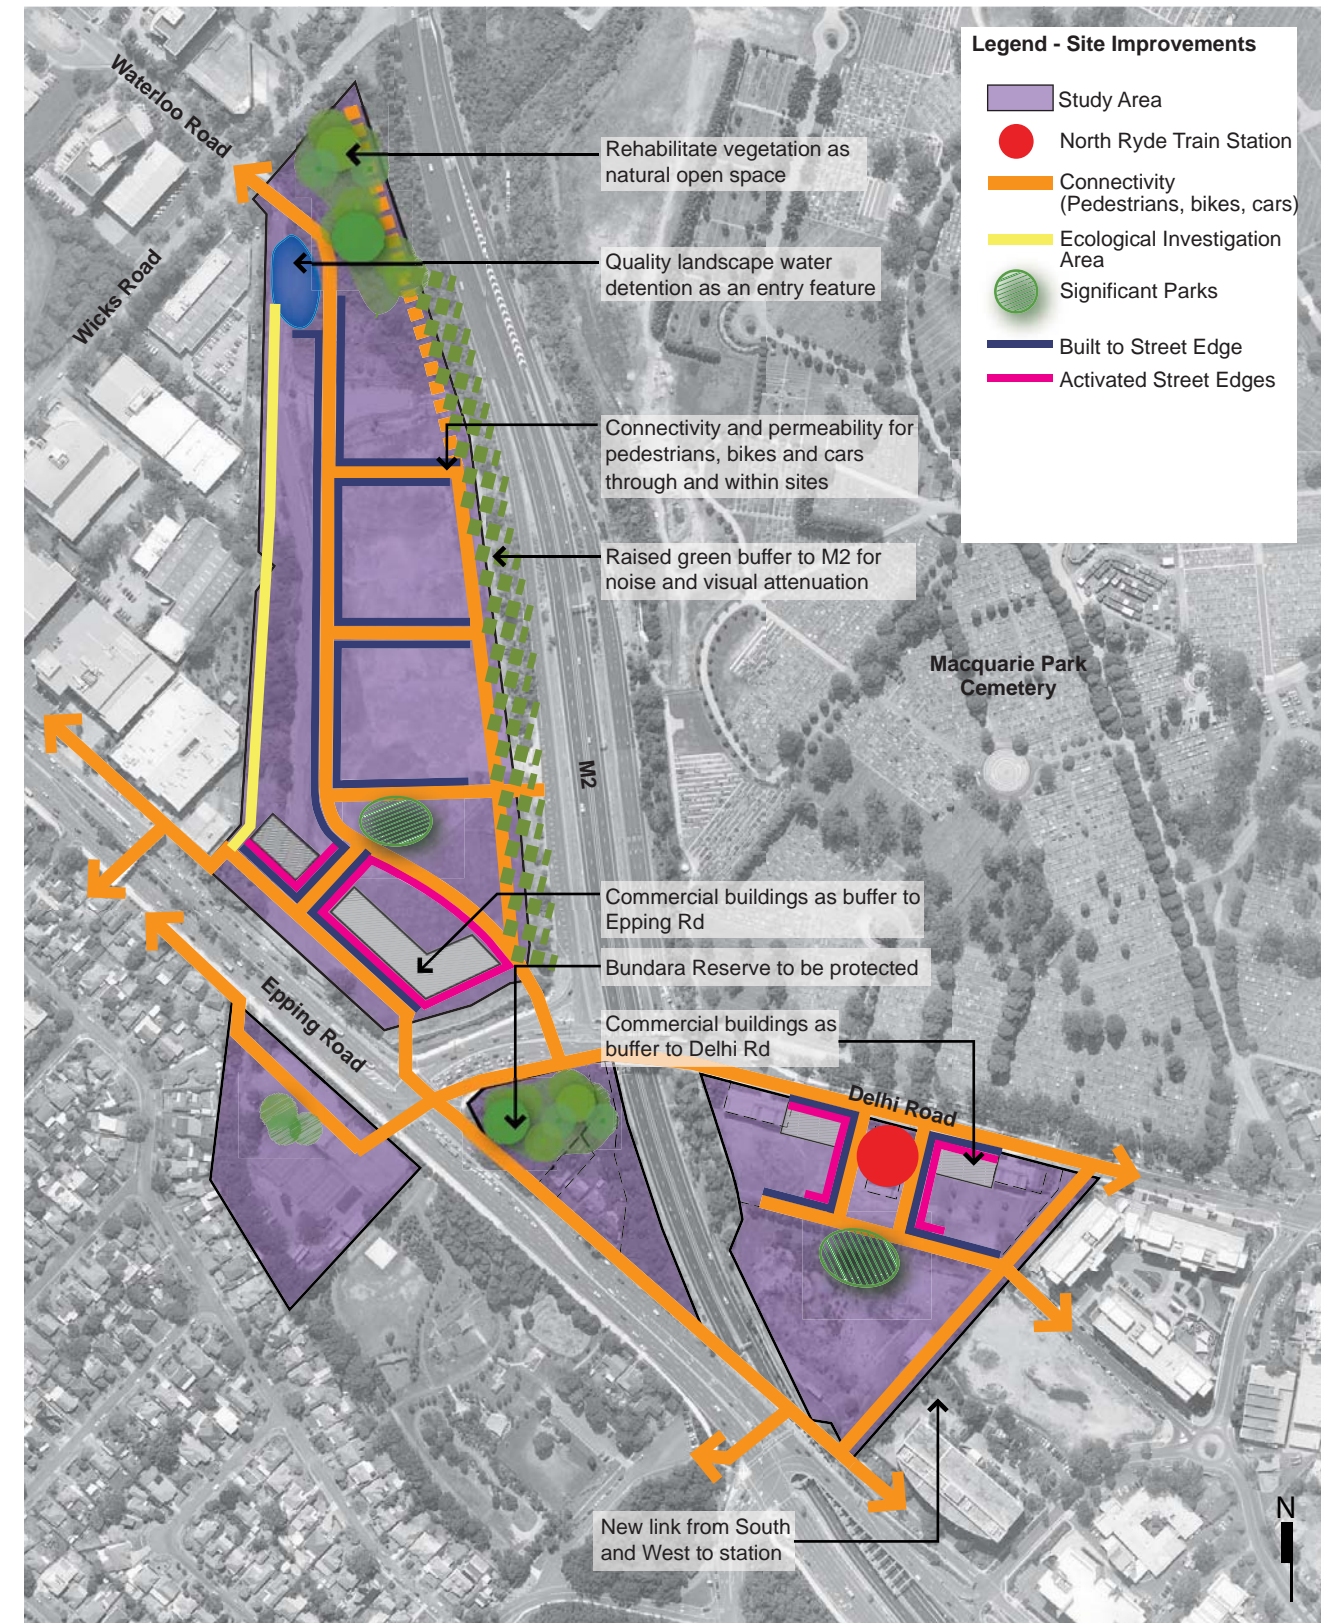 Legend - Site Improvements
Study Area
North Ryde Train Station
Connectivity
(Pedestrians, bikes, cars)
Ecological Investigation
Area
Significant Parks
Built to Street Edge
Activated Street Edges
Waterloo Road
Wicks Road
Rehabilitate vegetation as
natural open space
Quality landscape water
detention as an entry feature
Connectivity and permeability for
pedestrians, bikes and cars
through and within sites
Raised green buffer to M2 for
noise and visual attenuation
Macquarie Park
Cemetery
M2
Commercial buildings as buffer to
Epping Rd
Bundara Reserve to be protected
Epping Road
Commercial buildings as
buffer to Delhi Rd
Delhi Road
New link from South
and West to station
N